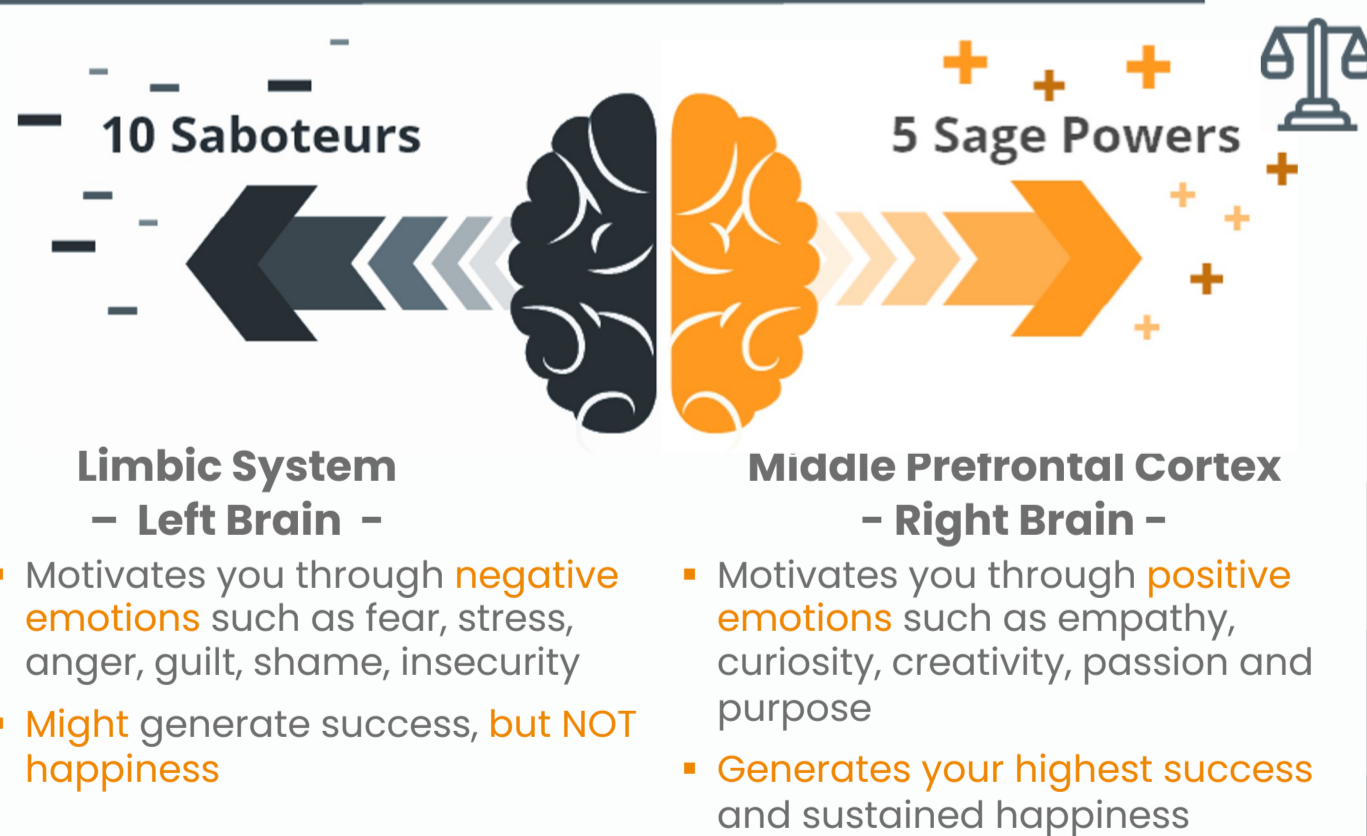 10 Saboteurs
5 Sage Powers
Limbic System
– Left Brain –
▪ Motivates you through negative
emotions such as fear, stress,
anger, guilt, shame, insecurity
▪ Might generate success, but NOT
happiness
Middle Prefrontal Cortex
– Right Brain –
▪ Motivates you through positive
emotions such as empathy,
curiosity, creativity, passion and
purpose
▪ Generates your highest success
and sustained happiness